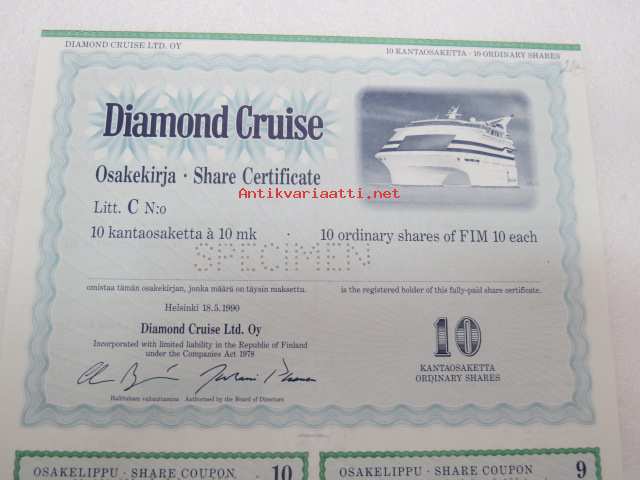 DIAMOND CRUISE LTD. OY
10 KANTAOSAKETTA · 10 ORDINARY SHARES
Diamond Cruise
Osakekirja · Share Certificate
Antikvariaatti.net
Litt. C N:o
10 kantaosaketta à 10 mk · 10 ordinary shares of FIM 10 each
SPECIMEN
omistaa tämän osakekirjan, jonka määrä on täysin maksettu.
is the registered holder of this fully-paid share certificate.
Helsinki 18.5.1990
Diamond Cruise Ltd. Oy
Incorporated with limited liability in the Republic of Finland
under the Companies Act 1978
10
KANTAOSAKETTA
ORDINARY SHARES
Hallituksen valtuuttamina Authorised by the Board of Directors
OSAKELIPPU · SHARE COUPON 10
OSAKELIPPU · SHARE COUPON 9